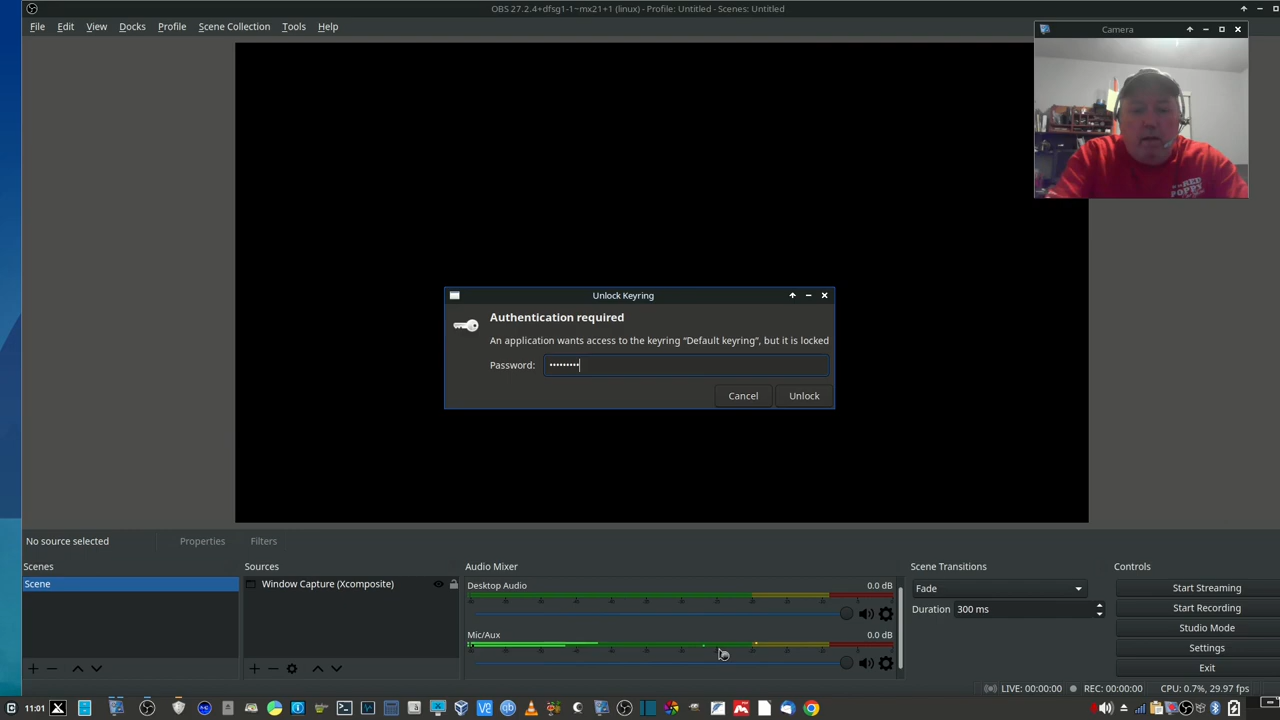 OBS 27.2.4+dfsg1-1~mx21+1 (linux) - Profile: Untitled - Scenes: Untitled
File Edit View Docks Profile Scene Collection Tools Help
Camera
RED
POPPY
Unlock Keyring
Authentication required
An application wants access to the keyring “Default keyring”, but it is locked
Password: •••••••••
Cancel Unlock
No source selected Properties Filters
Scenes Sources Audio Mixer Scene Transitions Controls
Scene
Window Capture (Xcomposite)
Desktop Audio 0.0 dB
Mic/Aux 0.0 dB
Fade
Duration 300 ms
Start Streaming
Start Recording
Studio Mode
Settings
Exit
LIVE: 00:00:00 REC: 00:00:00 CPU: 0.7%, 29.97 fps
11:01